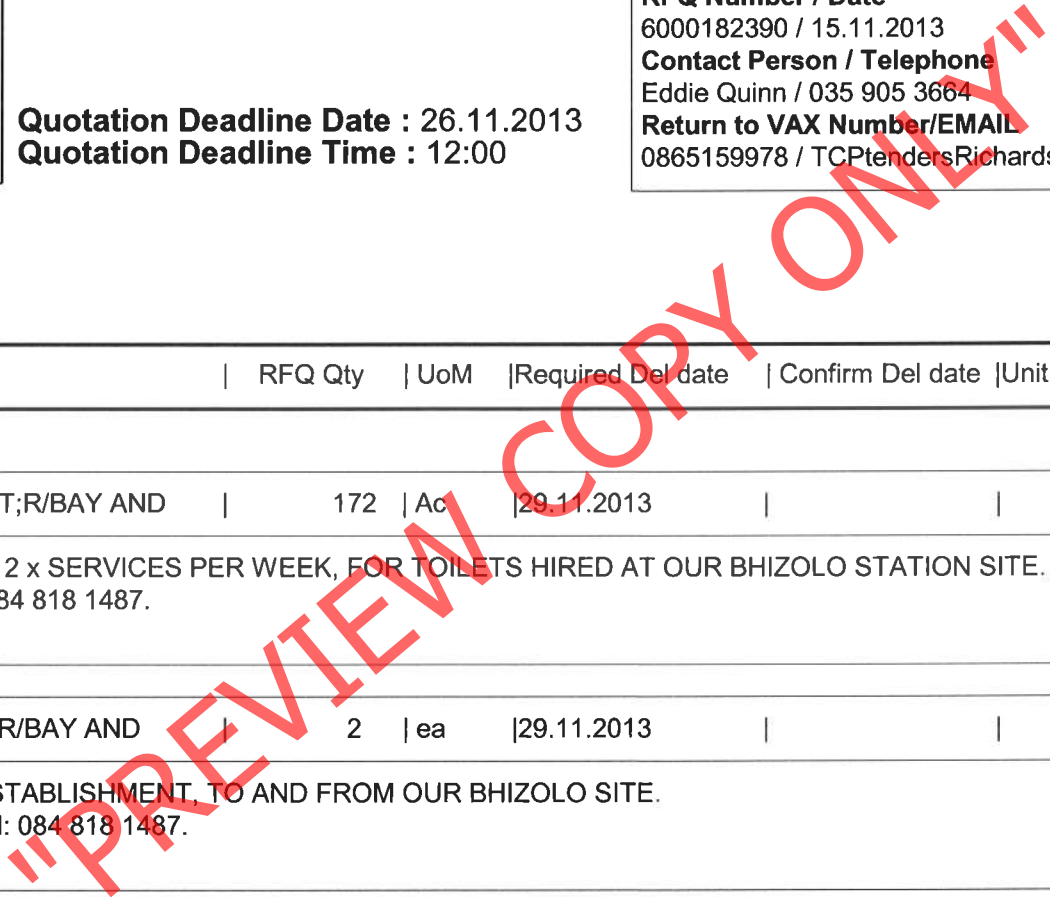 RFQ Number / Date
6000182390 / 15.11.2013
Contact Person / Telephone
Eddie Quinn / 035 905 3664
Return to VAX Number/EMAIL
0865159978 / TCPtendersRichards
Quotation Deadline Date : 26.11.2013
Quotation Deadline Time : 12:00
| RFQ Qty | UoM |Required Del date | Confirm Del date |Unit
T;R/BAY AND | 172 | Ac |29.11.2013 | |
2 x SERVICES PER WEEK, FOR TOILETS HIRED AT OUR BHIZOLO STATION SITE.
84 818 1487.
R/BAY AND | 2 | ea |29.11.2013 | |
STABLISHMENT, TO AND FROM OUR BHIZOLO SITE.
: 084 818 1487.
"PREVIEW COPY ONLY"